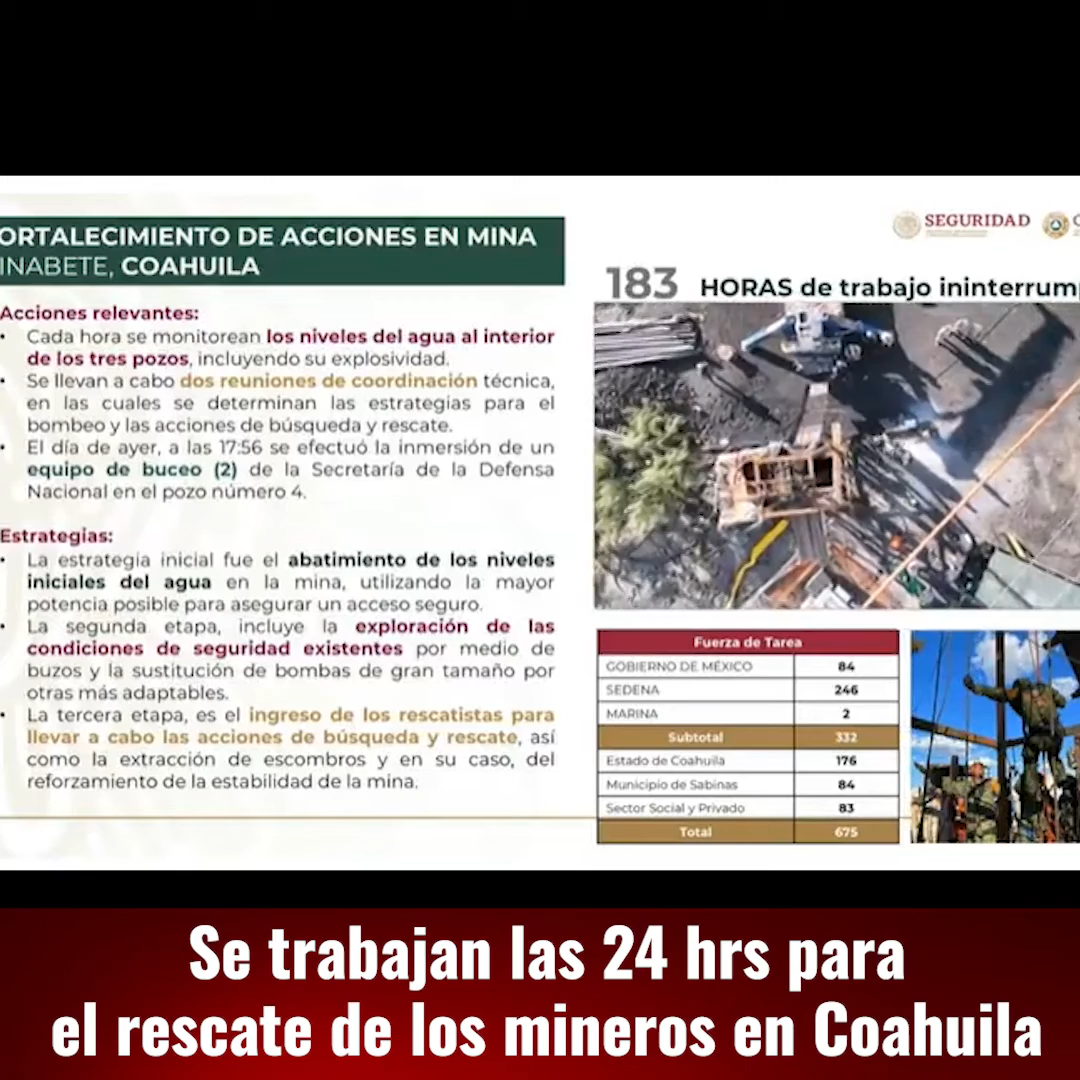 ORTALECIMIENTO DE ACCIONES EN MINA
INABETE, COAHUILA
Acciones relevantes:
• Cada hora se monitorean los niveles del agua al interior
de los tres pozos, incluyendo su explosividad.
• Se llevan a cabo dos reuniones de coordinación técnica,
en las cuales se determinan las estrategias para el
bombeo y las acciones de búsqueda y rescate.
• El día de ayer, a las 17:56 se efectuó la inmersión de un
equipo de buceo (2) de la Secretaría de la Defensa
Nacional en el pozo número 4.
Estrategias:
• La estrategia inicial fue el abatimiento de los niveles
iniciales del agua en la mina, utilizando la mayor
potencia posible para asegurar un acceso seguro.
• La segunda etapa, incluye la exploración de las
condiciones de seguridad existentes por medio de
buzos y la sustitución de bombas de gran tamaño por
otras más adaptables.
• La tercera etapa, es el ingreso de los rescatistas para
llevar a cabo las acciones de búsqueda y rescate, así
como la extracción de escombros y en su caso, del
reforzamiento de la estabilidad de la mina.
SEGURIDAD
183 HORAS de trabajo ininterrum
Fuerza de Tarea
GOBIERNO DE MÉXICO 84
SEDENA 246
MARINA 2
Subtotal 332
Estado de Coahuila 176
Municipio de Sabinas 84
Sector Social y Privado 83
Total 675
Se trabajan las 24 hrs para
el rescate de los mineros en Coahuila